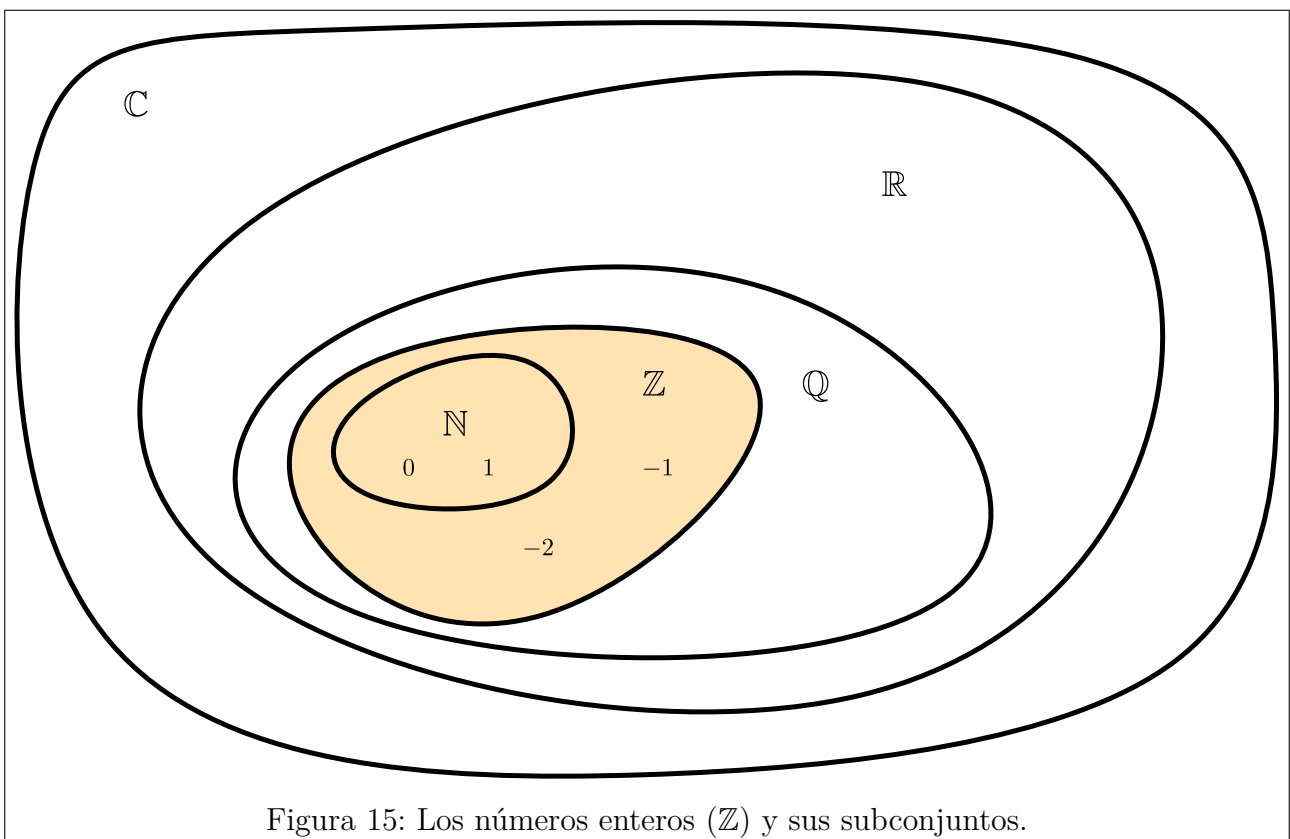 ℂ
ℝ
ℤ ℚ
ℕ
0 1 −1
−2
Figura 15: Los números enteros (ℤ) y sus subconjuntos.